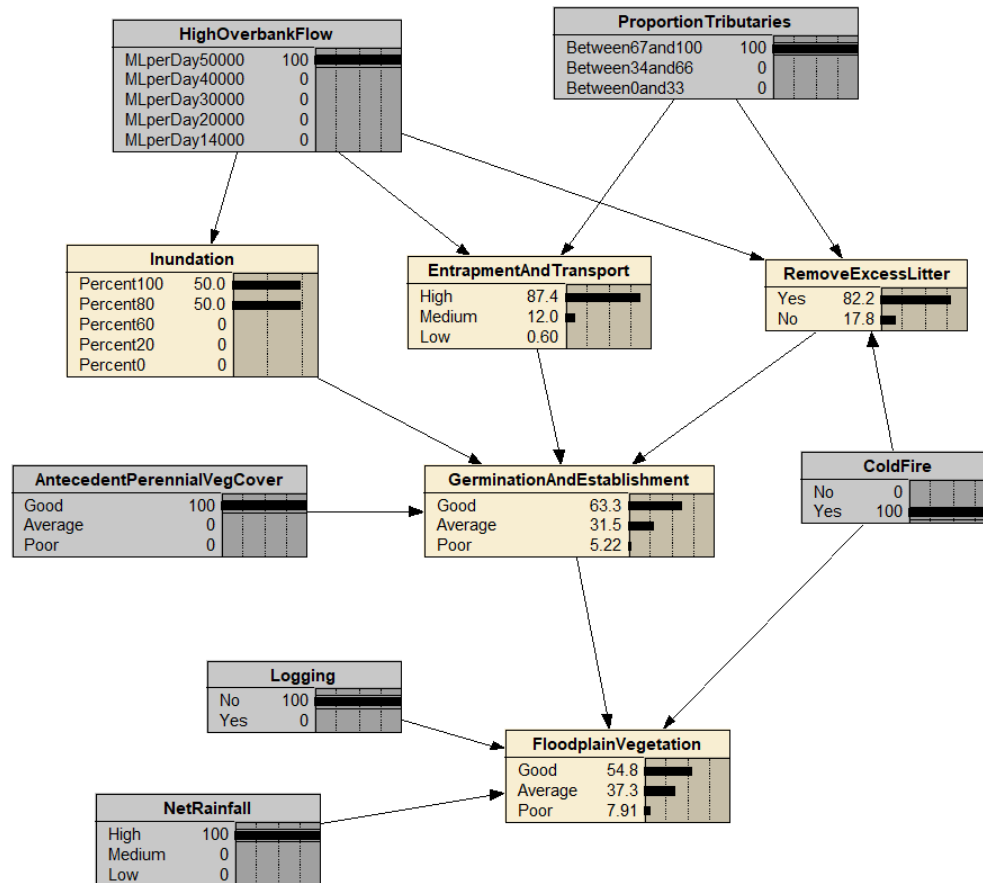 HighOverbankFlow
MLperDay50000 100
MLperDay40000 0
MLperDay30000 0
MLperDay20000 0
MLperDay14000 0
ProportionTributaries
Between67and100 100
Between34and66 0
Between0and33 0
Inundation
Percent100 50.0
Percent80 50.0
Percent60 0
Percent20 0
Percent0 0
EntrapmentAndTransport
High 87.4
Medium 12.0
Low 0.60
RemoveExcessLitter
Yes 82.2
No 17.8
AntecedentPerennialVegCover
Good 100
Average 0
Poor 0
GerminationAndEstablishment
Good 63.3
Average 31.5
Poor 5.22
ColdFire
No 0
Yes 100
Logging
No 100
Yes 0
FloodplainVegetation
Good 54.8
Average 37.3
Poor 7.91
NetRainfall
High 100
Medium 0
Low 0